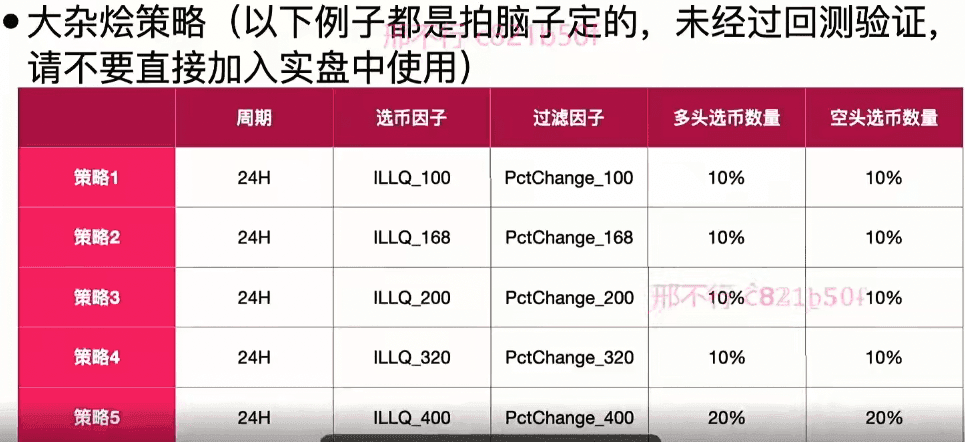 • 大杂烩策略（以下例子都是拍脑子定的，未经过回测验证，
请不要直接加入实盘中使用）
邢不行 c821b50f
周期 选币因子 过滤因子 多头选币数量 空头选币数量
策略1 24H ILLQ_100 PctChange_100 10% 10%
策略2 24H ILLQ_168 PctChange_168 10% 10%
策略3 24H ILLQ_200 PctChange_200 10% 10%
邢不行 c821b50f
策略4 24H ILLQ_320 PctChange_320 10% 10%
策略5 24H ILLQ_400 PctChange_400 20% 20%